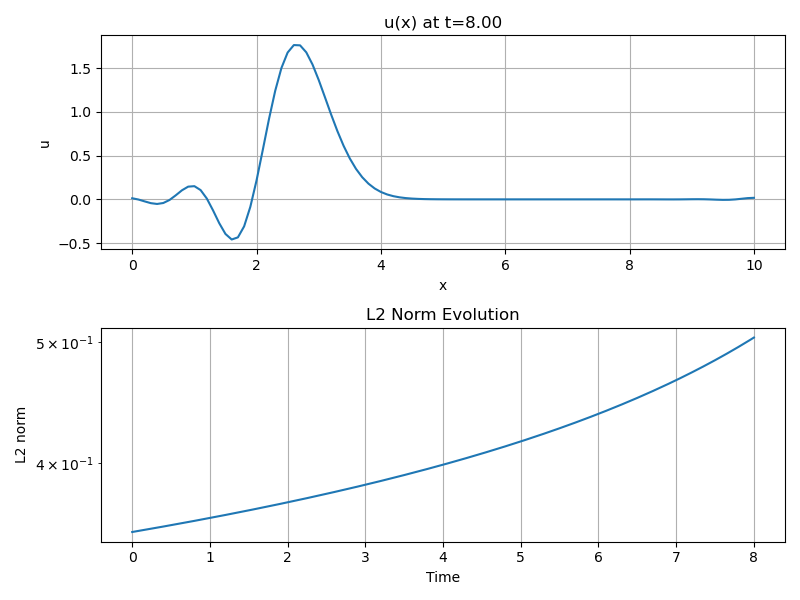 u(x) at t=8.00
u
1.5
1.0
0.5
0.0
−0.5
0 2 4 6 8 10
x
L2 Norm Evolution
L2 norm
5 × 10⁻¹
4 × 10⁻¹
0 1 2 3 4 5 6 7 8
Time